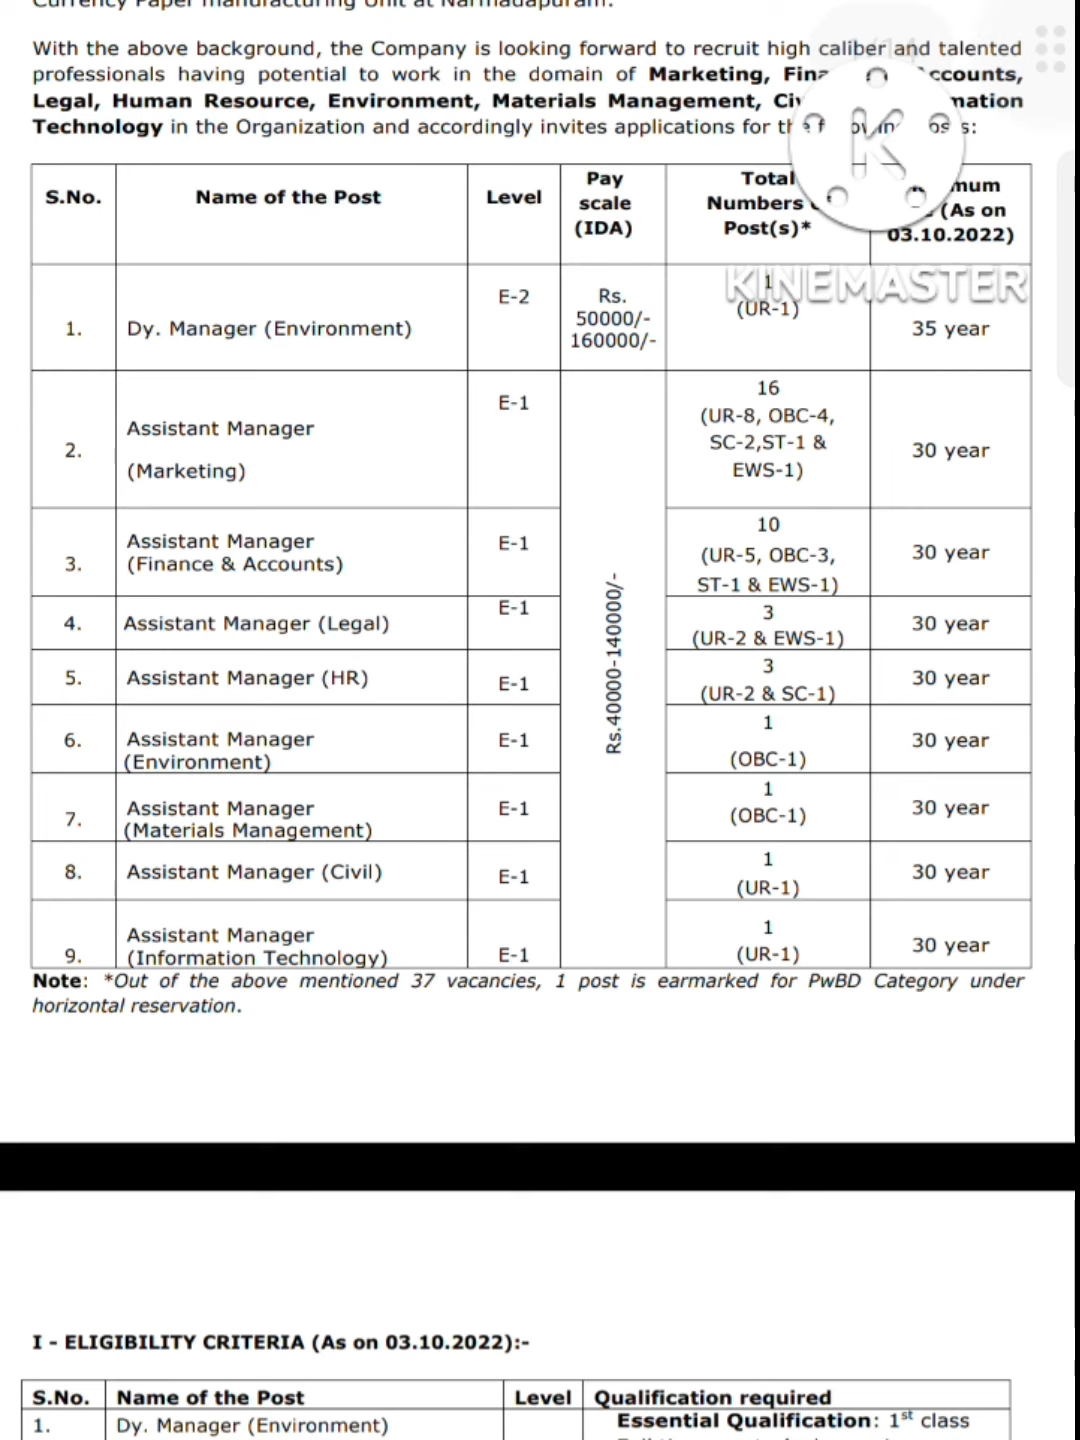 With the above background, the Company is looking forward to recruit high caliber and talented
professionals having potential to work in the domain of Marketing,
Legal, Human Resource, Environment, Materials Management,
Technology in the Organization and accordingly invites applications for
S.No. Name of the Post Level Pay scale (IDA) Total Numbers Post(s)* (As on 03.10.2022)
KINEMASTER
1. Dy. Manager (Environment) E-2 Rs. 50000/- 160000/- 1 (UR-1) 35 year
2. Assistant Manager (Marketing) E-1 16 (UR-8, OBC-4, SC-2,ST-1 & EWS-1) 30 year
Rs.40000-140000/-
3. Assistant Manager (Finance & Accounts) E-1 10 (UR-5, OBC-3, ST-1 & EWS-1) 30 year
4. Assistant Manager (Legal) E-1 3 (UR-2 & EWS-1) 30 year
5. Assistant Manager (HR) E-1 3 (UR-2 & SC-1) 30 year
6. Assistant Manager (Environment) E-1 1 (OBC-1) 30 year
7. Assistant Manager (Materials Management) E-1 1 (OBC-1) 30 year
8. Assistant Manager (Civil) E-1 1 (UR-1) 30 year
9. Assistant Manager (Information Technology) E-1 1 (UR-1) 30 year
Note: *Out of the above mentioned 37 vacancies, 1 post is earmarked for PwBD Category under
horizontal reservation.
I - ELIGIBILITY CRITERIA (As on 03.10.2022):-
S.No. Name of the Post Level Qualification required
1. Dy. Manager (Environment) Essential Qualification: 1st class